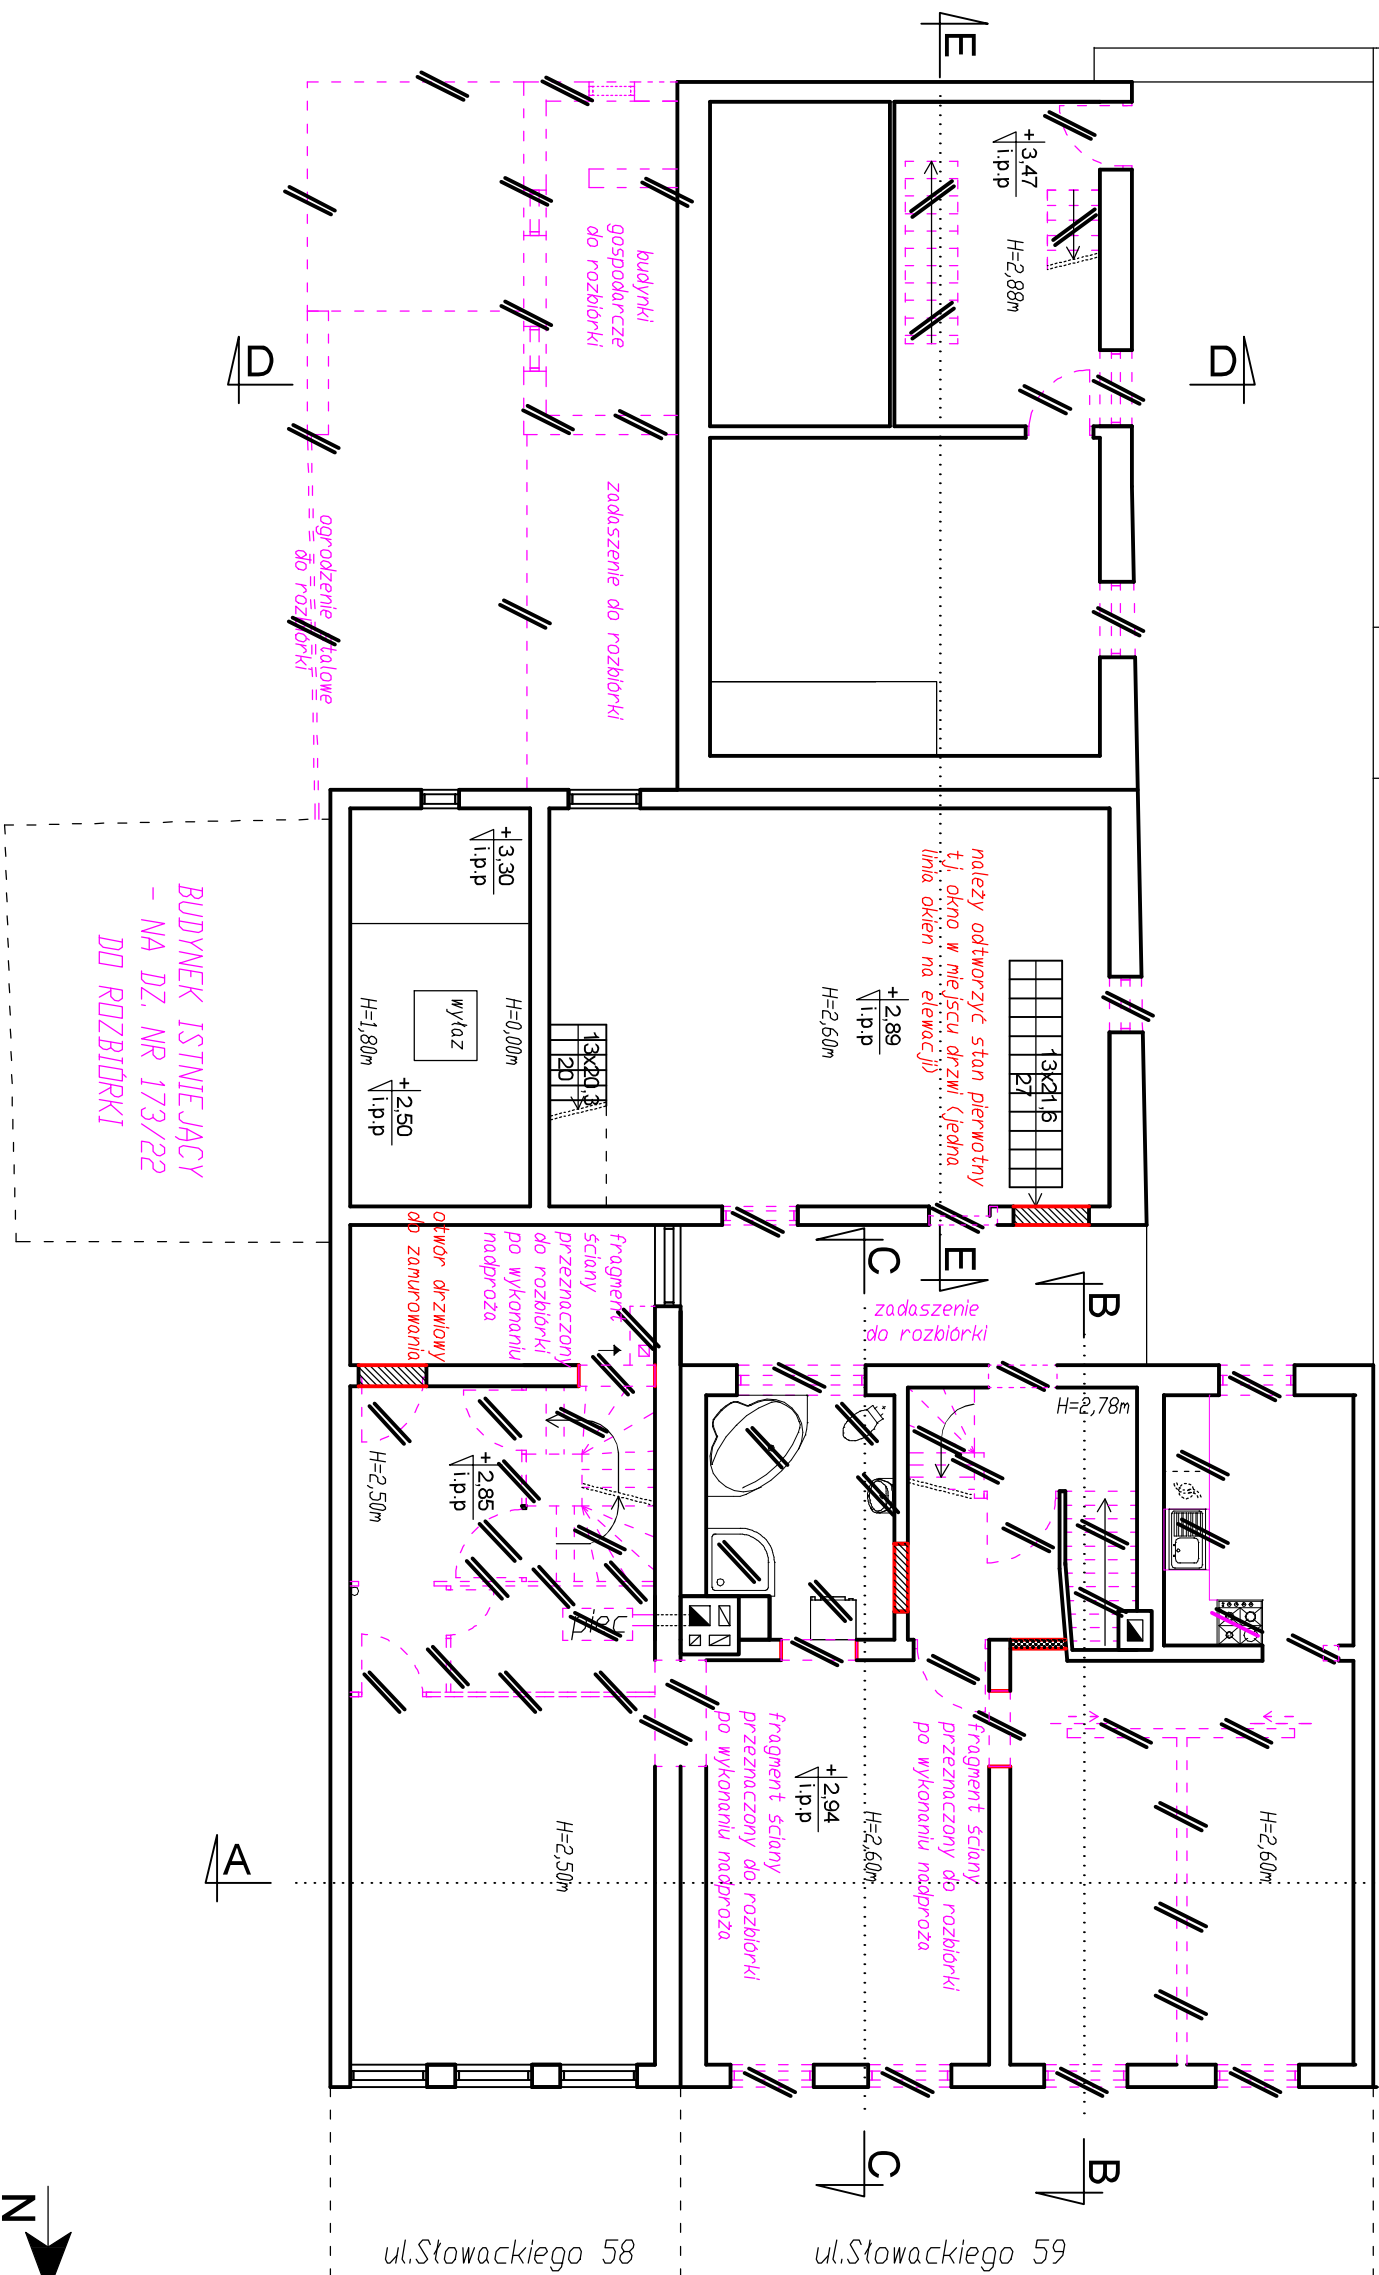 E
+3,47
i.p.p
H=2,88m
budynki
gospodarcze
do rozbiórki
D
D
zadaszenie do rozbiórki
ogrodzenie stalowe
do rozbiórki
+3,30
i.p.p
H=0,00m
wyłaz
H=1,80m
+2,50
i.p.p
13x20,3
20
+2,89
i.p.p
H=2,60m
należy odtworzyć stan pierwotny
t.j. okno w miejscu drzwi (jedna
linia okien na elewacji)
13x21,6
27
BUDYNEK ISTNIEJĄCY
- NA DZ. NR 173/22
DO ROZBIÓRKI
otwór drzwiowy
do zamurowania
fragment
ściany
przeznaczony
do rozbiórki
po wykonaniu
nadproża
C
E
B
zadaszenie
do rozbiórki
H=2,78m
H=2,50m
+2,85
i.p.p
piec
fragment ściany
przeznaczony do rozbiórki
po wykonaniu nadproża
+2,94
i.p.p
H=2,60m
fragment ściany
przeznaczony do rozbiórki
po wykonaniu nadproża
H=2,60m
H=2,50m
A
C
B
N
ul.Słowackiego 58
ul.Słowackiego 59